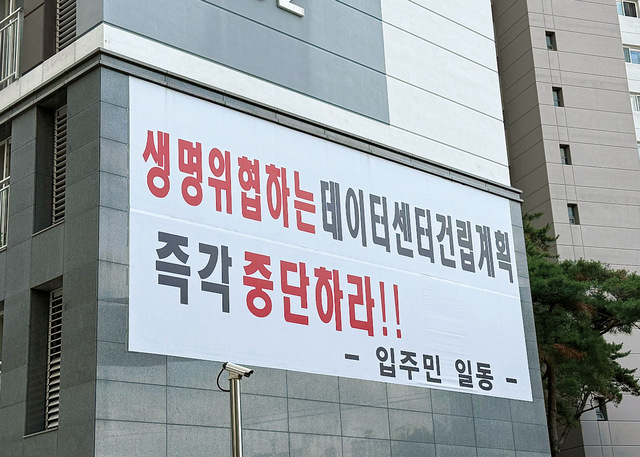 생명위협하는데이터센터건립계획
즉각 중단하라!!
- 입주민 일동 -